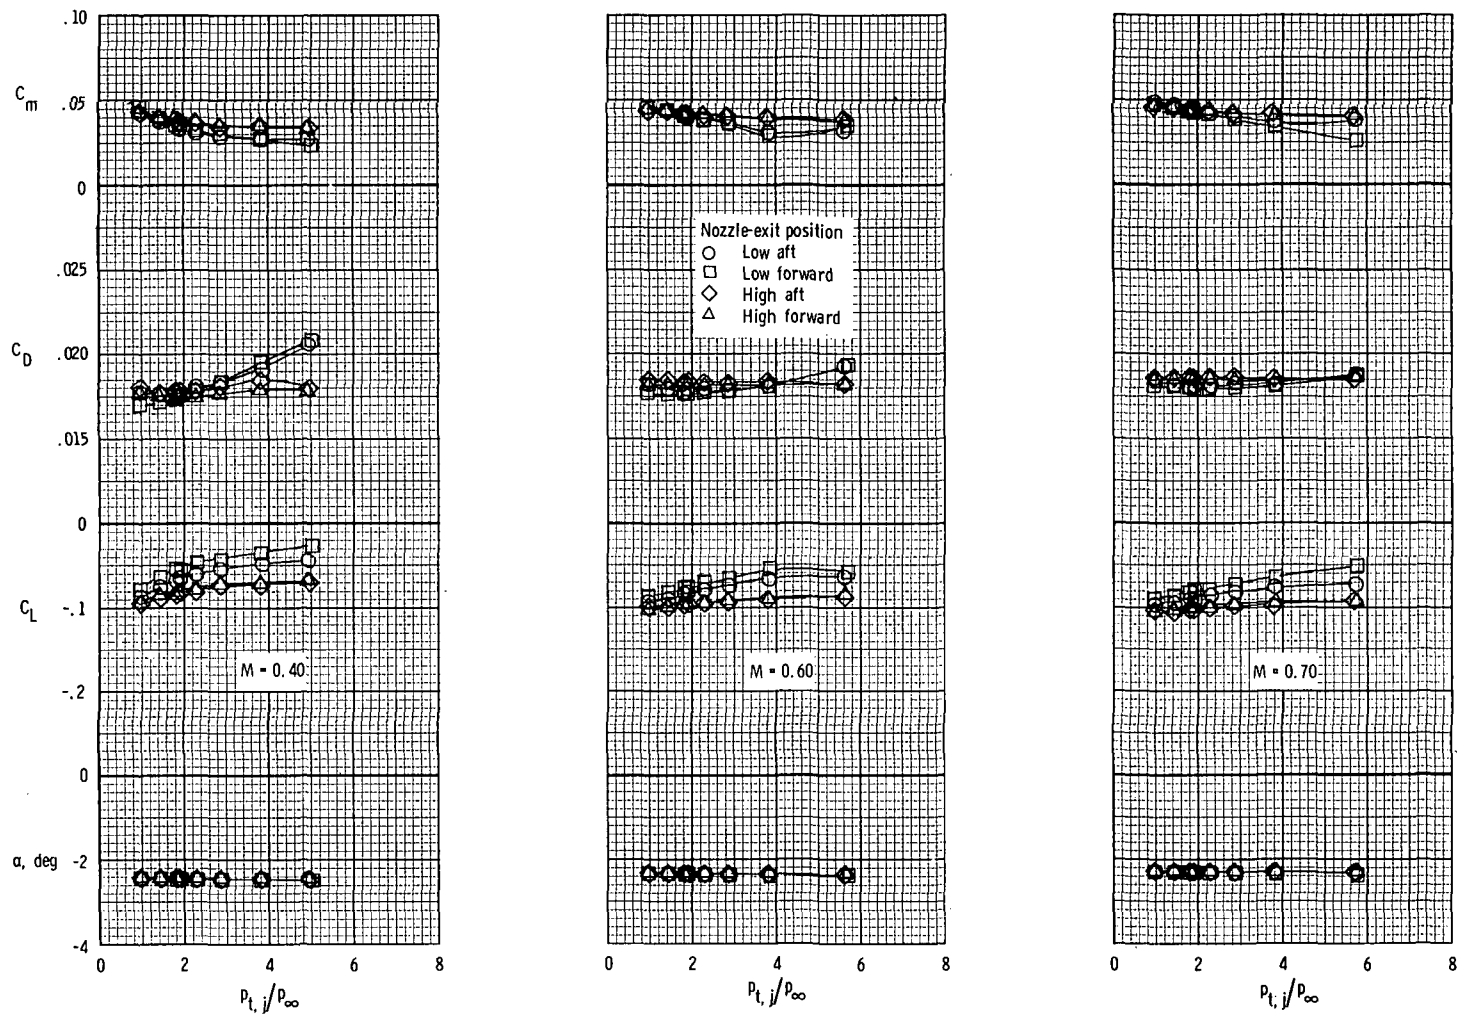 .10
C_m
.05
0
.025
C_D
.020
.015
0
C_L
-.1
-.2
0
α, deg
-2
-4
0 2 4 6 8
p_t,j/p_∞
M = 0.40
0 2 4 6 8
p_t,j/p_∞
Nozzle-exit position
Low aft
Low forward
High aft
High forward
M = 0.60
0 2 4 6 8
p_t,j/p_∞
M = 0.70